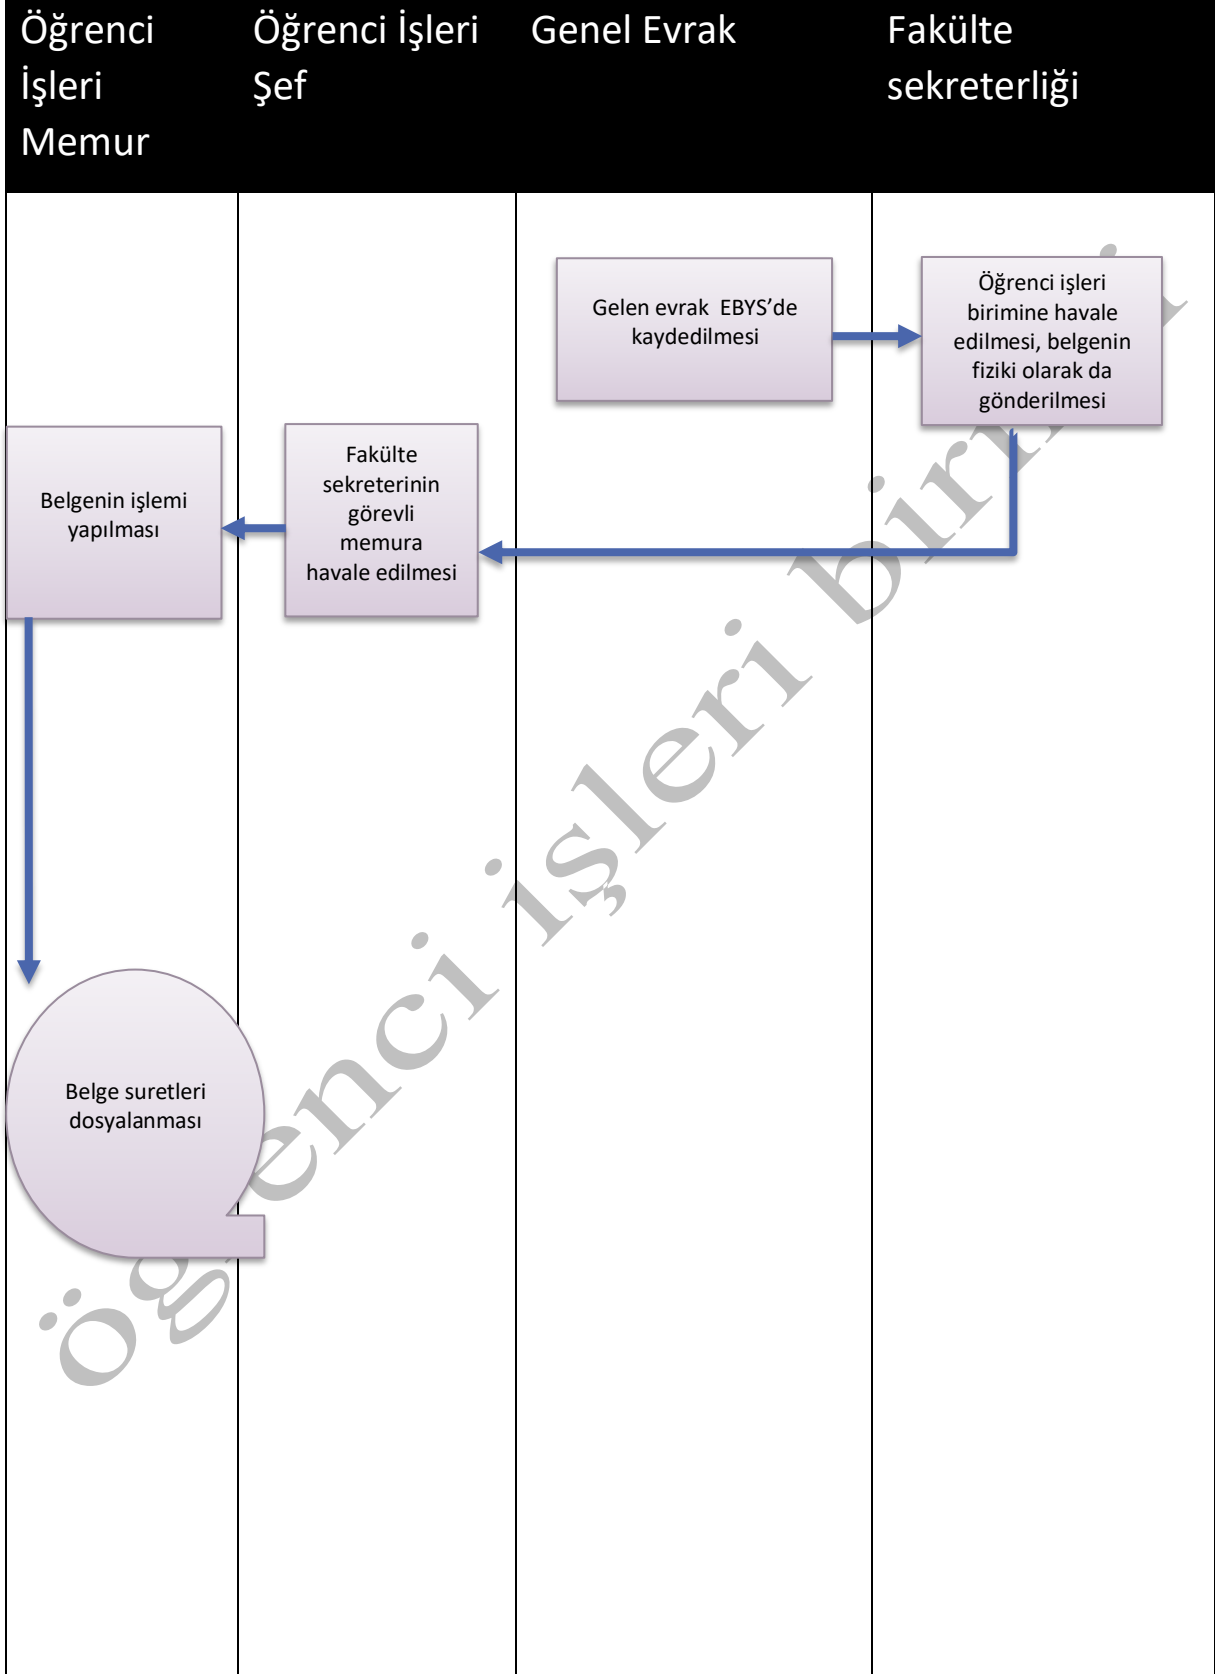 Öğrenci
İşleri
Memur
Öğrenci İşleri
Şef
Genel Evrak
Fakülte
sekreterliği
Gelen evrak  EBYS’de
kaydedilmesi
Öğrenci işleri
birimine havale
edilmesi, belgenin
fiziki olarak da
gönderilmesi
Fakülte
sekreterinin
görevli
memura
havale edilmesi
Belgenin işlemi
yapılması
Belge suretleri
dosyalanması
öğrenci işleri birimi